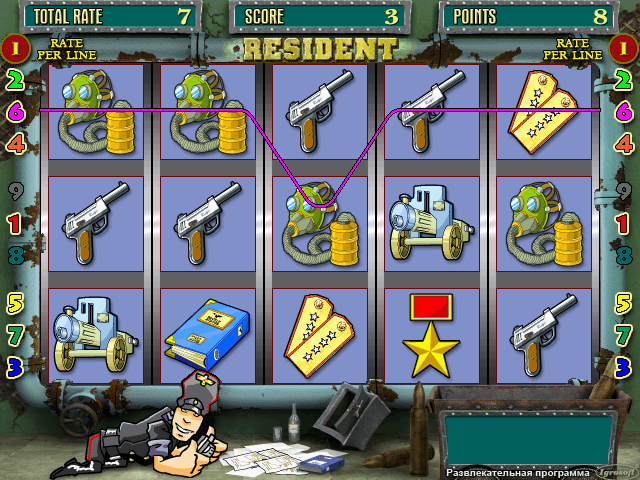 TOTAL RATE 7
SCORE 3
POINTS 8
RESIDENT
1 RATE PER LINE
RATE PER LINE 1
2 2
6 6
4 4
9 9
1 1
8 8
5 5
7 7
3 3
Развлекательная программа Igrosoft